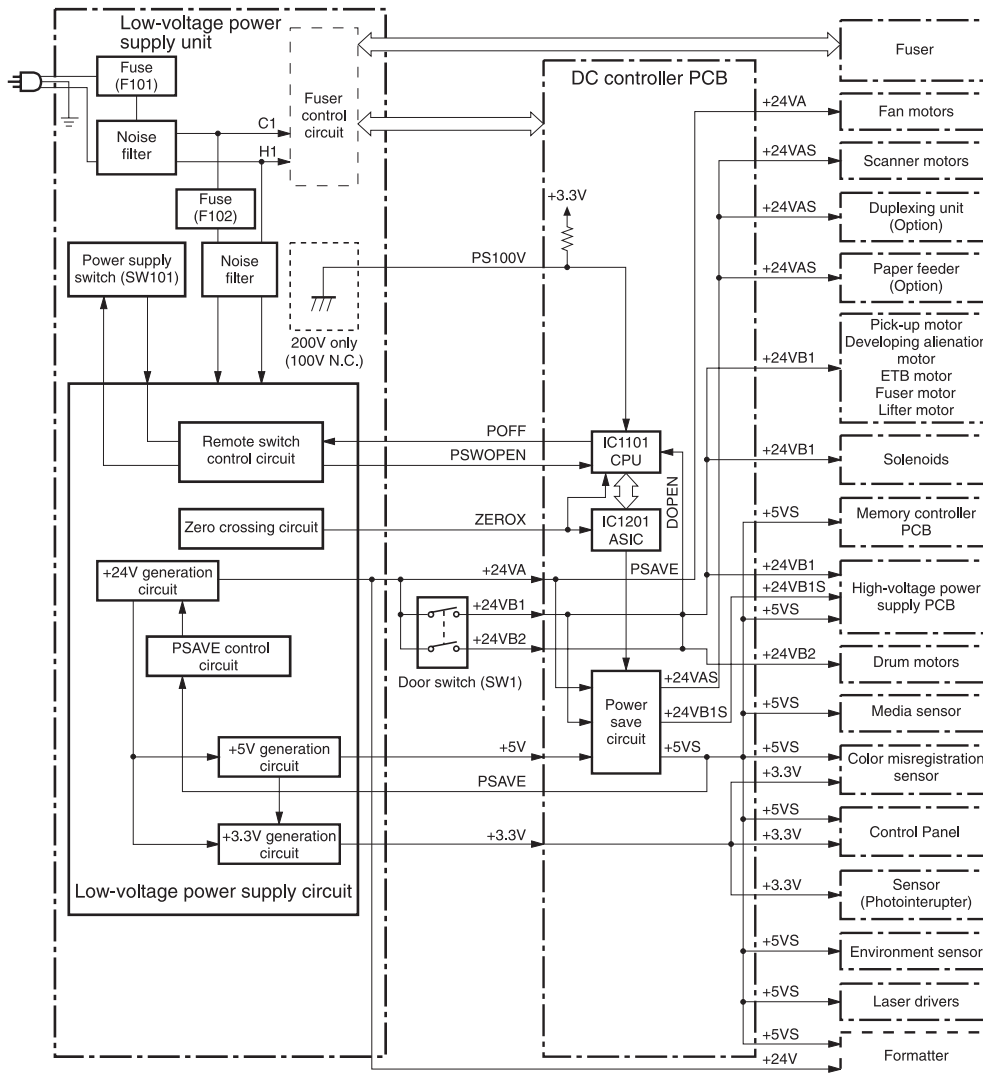 Low-voltage power
supply unit
Fuse
(F101)
Noise
filter
C1
H1
Fuser
control
circuit
Fuse
(F102)
Power supply
switch (SW101)
Noise
filter
200V only
(100V N.C.)
PS100V
+3.3V
DC controller PCB
Remote switch
control circuit
POFF
PSWOPEN
IC1101
CPU
DOPEN
Zero crossing circuit
ZEROX
IC1201
ASIC
PSAVE
+24V generation
circuit
+24VA
+24VB1
+24VB2
Door switch (SW1)
PSAVE control
circuit
Power
save
circuit
+24VAS
+24VB1S
+5VS
+5V generation
circuit
+5V
PSAVE
+3.3V generation
circuit
+3.3V
Low-voltage power supply circuit
Fuser
+24VA
Fan motors
+24VAS
Scanner motors
+24VAS
Duplexing unit
(Option)
+24VAS
Paper feeder
(Option)
+24VB1
Pick-up motor
Developing alienation
motor
ETB motor
Fuser motor
Lifter motor
+24VB1
Solenoids
+5VS
Memory controller
PCB
+24VB1
+24VB1S
+5VS
High-voltage power
supply PCB
+24VB2
Drum motors
+5VS
Media sensor
+5VS
+3.3V
Color misregistration
sensor
+5VS
+3.3V
Control Panel
+3.3V
Sensor
(Photointerupter)
+5VS
Environment sensor
+5VS
Laser drivers
+5VS
+24V
Formatter